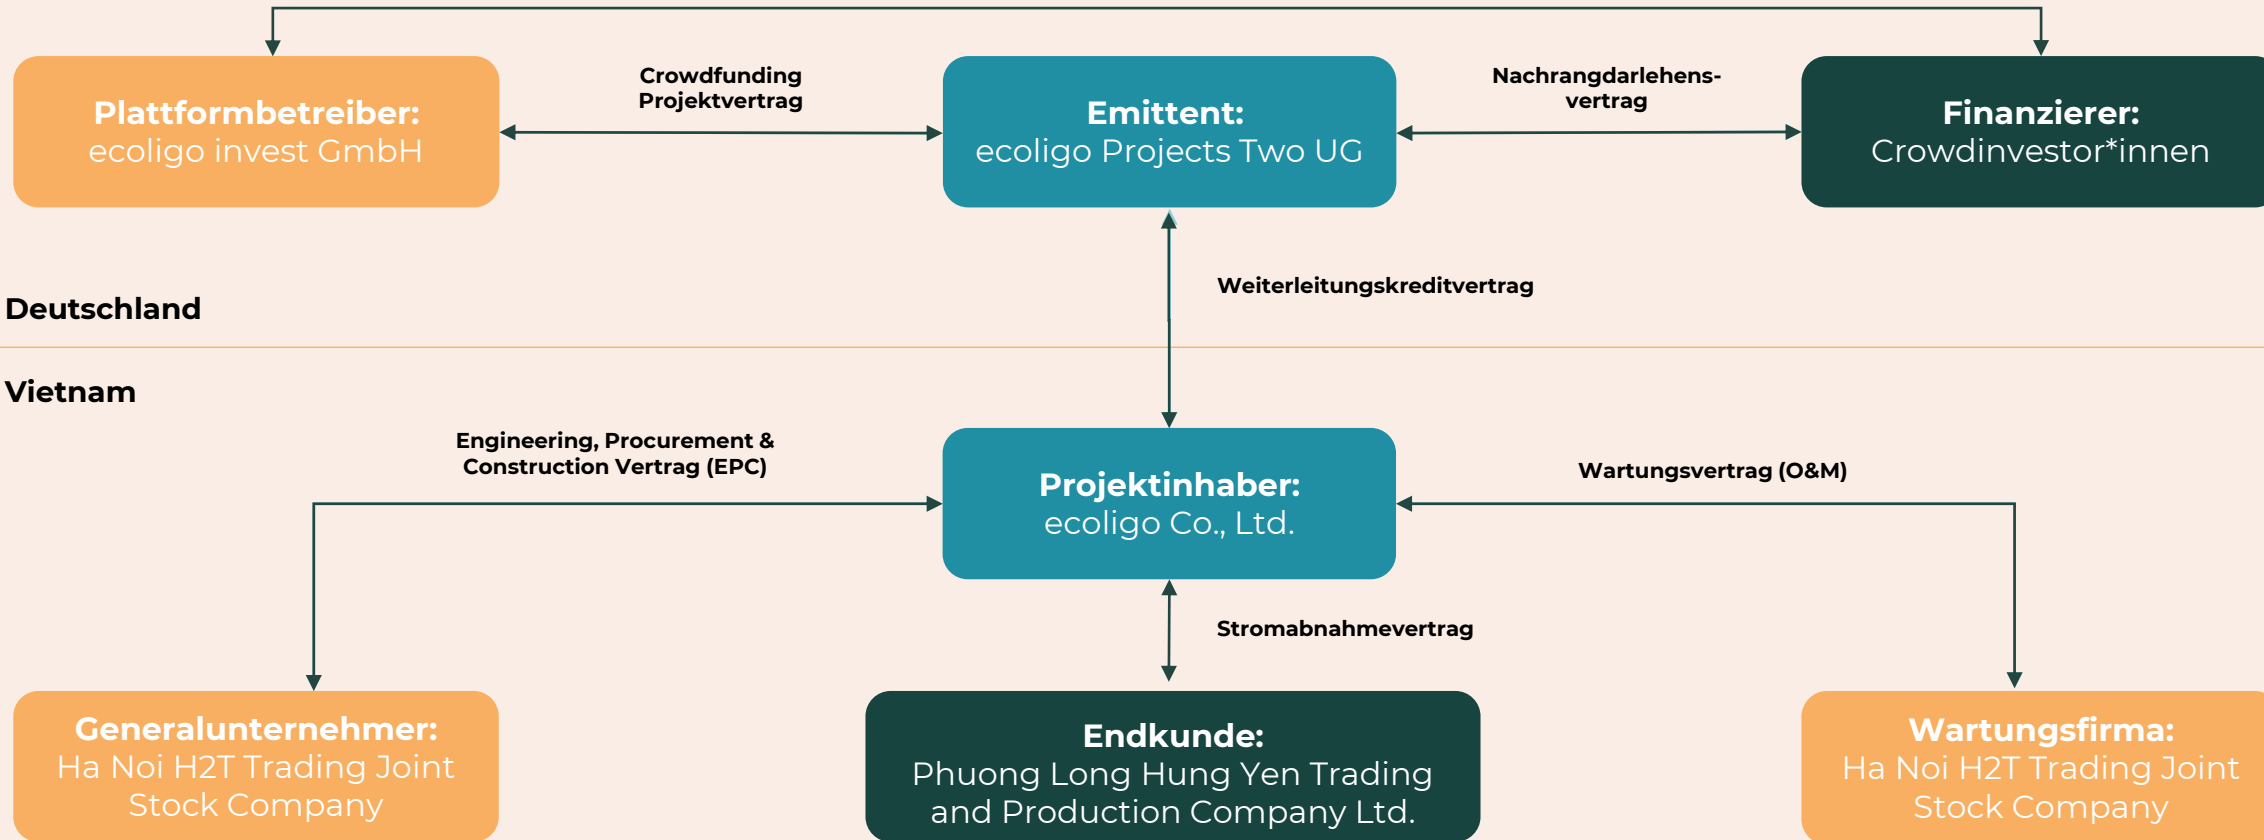 Plattformbetreiber:
ecoligo invest GmbH
Crowdfunding
Projektvertrag
Emittent:
ecoligo Projects Two UG
Nachrangdarlehens-
vertrag
Finanzierer:
Crowdinvestor*innen
Weiterleitungskreditvertrag
Deutschland
Vietnam
Engineering, Procurement &
Construction Vertrag (EPC)
Projektinhaber:
ecoligo Co., Ltd.
Wartungsvertrag (O&M)
Stromabnahmevertrag
Generalunternehmer:
Ha Noi H2T Trading Joint
Stock Company
Endkunde:
Phuong Long Hung Yen Trading
and Production Company Ltd.
Wartungsfirma:
Ha Noi H2T Trading Joint
Stock Company